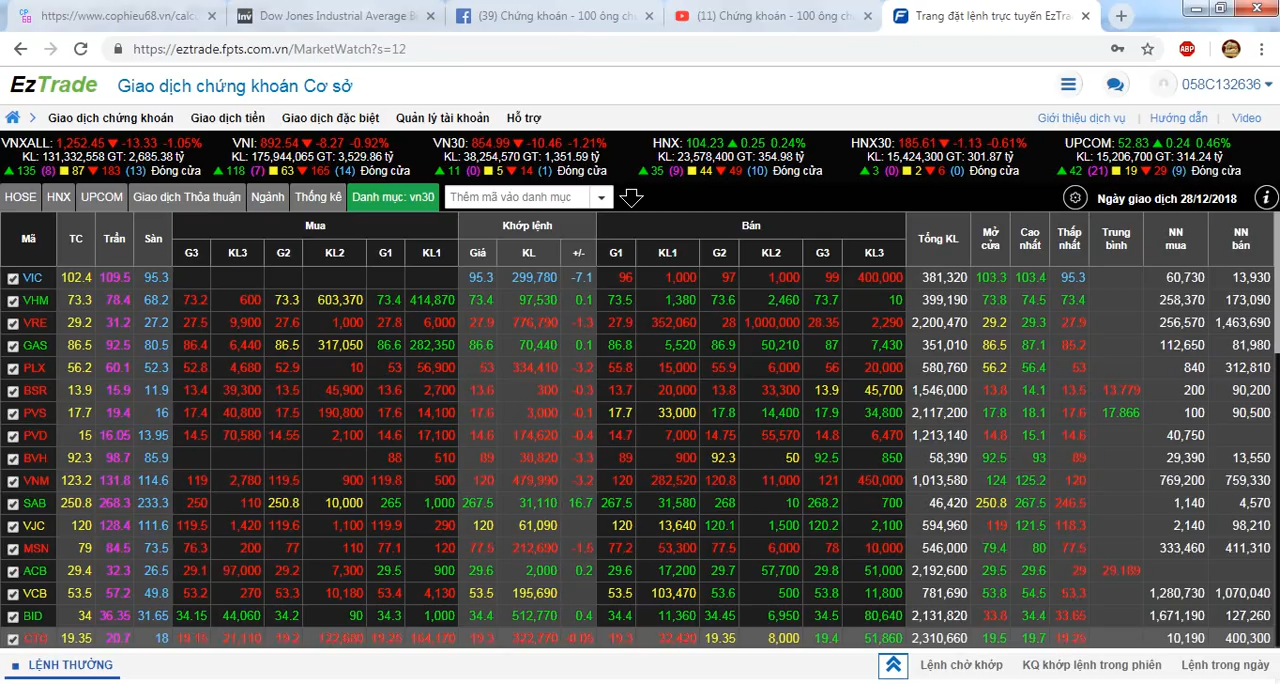 https://www.cophieu68.vn/calc
Dow Jones Industrial Average
(39) Chứng khoán - 100 ông ch
(11) Chứng khoán - 100 ông ch
Trang đặt lệnh trực tuyến EzTra
https://eztrade.fpts.com.vn/MarketWatch?s=12
EzTrade Giao dịch chứng khoán Cơ sở 058C132636
Giao dịch chứng khoán Giao dịch tiền Giao dịch đặc biệt Quản lý tài khoản Hỗ trợ Giới thiệu dịch vụ | Hướng dẫn | Video
VNXALL: 1,252.45 ▼ -13.33 -1.05% VNI: 892.54 ▼ -8.27 -0.92% VN30: 854.99 ▼ -10.46 -1.21% HNX: 104.23 ▲ 0.25 0.24% HNX30: 185.61 ▼ -1.13 -0.61% UPCOM: 52.83 ▲ 0.24 0.46%
KL: 131,332,558 GT: 2,685.38 tỷ KL: 175,944,065 GT: 3,529.86 tỷ KL: 38,254,570 GT: 1,351.59 tỷ KL: 23,578,400 GT: 354.98 tỷ KL: 15,424,300 GT: 301.87 tỷ KL: 15,206,700 GT: 314.24 tỷ
▲ 135 (8) ■ 87 ▼ 183 (13) Đóng cửa ▲ 118 (7) ■ 63 ▼ 165 (14) Đóng cửa ▲ 11 (0) ■ 5 ▼ 14 (1) Đóng cửa ▲ 35 (9) ■ 44 ▼ 49 (10) Đóng cửa ▲ 3 (0) ■ 2 ▼ 6 (0) Đóng cửa ▲ 42 (21) ■ 19 ▼ 29 (9) Đóng cửa
HOSE HNX UPCOM Giao dịch Thỏa thuận Ngành Thống kê Danh mục: vn30 Thêm mã vào danh mục Ngày giao dịch 28/12/2018
Mã TC Trần Sàn Mua Khớp lệnh Bán Tổng KL Mở cửa Cao nhất Thấp nhất Trung bình NN mua NN bán
G3 KL3 G2 KL2 G1 KL1 Giá KL +/- G1 KL1 G2 KL2 G3 KL3
VIC 102.4 109.5 95.3 95.3 299,780 -7.1 96 1,000 97 1,000 99 400,000 381,320 103.3 103.4 95.3 60,730 13,930
VHM 73.3 78.4 68.2 73.2 600 73.3 603,370 73.4 414,870 73.4 97,530 0.1 73.5 1,380 73.6 2,460 73.7 10 399,190 73.8 74.5 73.4 258,370 173,090
VRE 29.2 31.2 27.2 27.5 9,900 27.6 1,000 27.8 6,000 27.9 776,790 -1.3 27.9 352,060 28 1,000,000 28.35 2,290 2,200,470 29.2 29.3 27.9 256,570 1,463,690
GAS 86.5 92.5 80.5 86.4 6,440 86.5 317,050 86.6 282,350 86.6 70,440 0.1 86.8 5,520 86.9 50,210 87 7,430 351,010 86.5 87.1 85.2 112,650 81,980
PLX 56.2 60.1 52.3 52.8 4,680 52.9 10 53 56,900 53 334,410 -3.2 55.8 15,000 55.9 6,000 56 20,000 580,760 56.2 56.4 53 840 312,810
BSR 13.9 15.9 11.9 13.4 39,300 13.5 45,900 13.6 2,700 13.6 300 -0.3 13.7 20,000 13.8 33,300 13.9 45,700 1,546,000 13.8 14.1 13.5 13.779 200 90,200
PVS 17.7 19.4 16 17.4 40,800 17.5 190,800 17.6 14,100 17.6 3,000 -0.1 17.7 33,000 17.8 14,400 17.9 34,800 2,117,200 17.8 18.1 17.6 17.866 100 90,500
PVD 15 16.05 13.95 14.5 70,580 14.55 2,100 14.6 17,100 14.6 174,620 -0.4 14.7 7,000 14.75 55,570 14.8 6,470 1,213,140 14.8 15.1 14.6 40,750
BVH 92.3 98.7 85.9 88 510 89 38,820 -3.3 89 900 92.3 50 92.5 850 58,390 92.5 93 89 29,390 13,550
VNM 123.2 131.8 114.6 119 2,780 119.5 900 119.8 500 120 479,990 -3.2 120 282,520 120.8 11,000 121 450,000 1,013,580 124 125.2 120 769,200 759,330
SAB 250.8 268.3 233.3 250 110 250.8 10,000 265 1,000 267.5 31,110 16.7 267.5 31,580 268 10 268.2 700 46,420 250.8 267.5 246.5 1,140 4,570
VJC 120 128.4 111.6 119.5 1,420 119.6 1,100 119.9 290 120 61,090 120 13,640 120.1 1,500 120.2 2,100 594,960 119 121.5 118.3 2,140 98,210
MSN 79 84.5 73.5 76.3 200 77 110 77.1 120 77.5 212,690 -1.5 77.2 53,300 77.5 6,000 78 10,000 546,000 79.4 80 77.5 333,460 411,310
ACB 29.4 32.3 26.5 29.1 97,000 29.2 7,300 29.5 900 29.6 2,000 0.2 29.6 17,200 29.7 57,700 29.8 51,000 2,192,600 29.5 29.6 29 29.189
VCB 53.5 57.2 49.8 53.2 270 53.3 10,180 53.4 4,130 53.5 195,690 53.5 103,470 53.6 500 53.8 11,800 781,690 53.8 54.5 53.3 1,280,730 1,070,040
BID 34 36.35 31.65 34.15 44,060 34.2 90 34.3 1,000 34.4 512,770 0.4 34.4 11,360 34.45 6,950 34.5 80,640 2,131,820 33.8 34.4 33.65 1,671,190 127,260
CTG 19.35 20.7 18 19.15 21,110 19.2 122,680 19.25 164,170 19.3 322,770 -0.05 19.3 32,420 19.35 8,000 19.4 51,860 2,310,660 19.5 19.7 19.25 10,190 400,300
LỆNH THƯỜNG Lệnh chờ khớp KQ khớp lệnh trong phiên Lệnh trong ngày